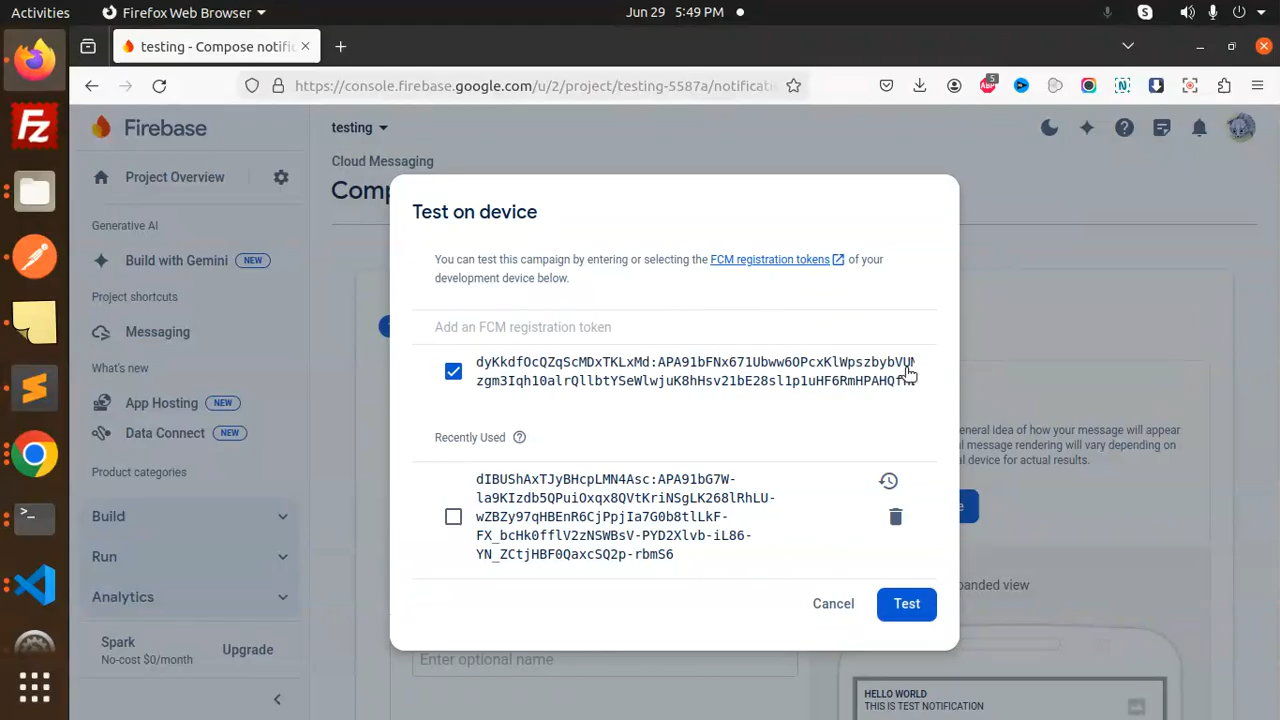 Activities
Firefox Web Browser
Jun 29 5:49 PM
testing - Compose notific
https://console.firebase.google.com/u/2/project/testing-5587a/notificati
5
Firebase
testing
Project Overview
Cloud Messaging
Comp
Generative AI
Build with Gemini NEW
Project shortcuts
Messaging
What's new
App Hosting NEW
Data Connect NEW
Product categories
Build
Run
Analytics
Spark
No-cost $0/month
Upgrade
Test on device
You can test this campaign by entering or selecting the FCM registration tokens of your
development device below.
Add an FCM registration token
dyKkdfOcQZqScMDxTKLxMd:APA91bFNx671Ubww6OPcxKlWpszbybVUM
zgm3Iqh10alrQllbtYSeWlwjuK8hHsv21bE28sl1p1uHF6RmHPAHQf
Recently Used
dIBUShAxTJyBHcpLMN4Asc:APA91bG7W-
la9KIzdb5QPuiOxqx8QVtKriNSgLK268lRhLU-
wZBZy97qHBEnR6CjPpjIa7G0b8tlLkF-
FX_bcHk0fflV2zNSWBsV-PYD2Xlvb-iL86-
YN_ZCtjHBF0QaxcSQ2p-rbmS6
Cancel
Test
eneral idea of how your message will appear
al message rendering will vary depending on
al device for actual results.
e
panded view
Enter optional name
HELLO WORLD
THIS IS TEST NOTIFICATION